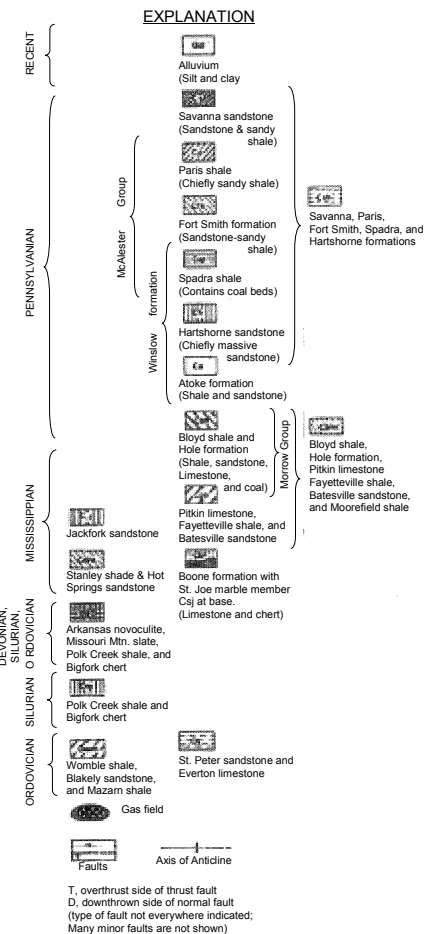 EXPLANATION
RECENT
Alluvium
(Silt and clay
PENNSYLVANIAN
McAlester Group
Winslow formation
Savanna sandstone
(Sandstone & sandy
shale)
Paris shale
(Chiefly sandy shale)
Fort Smith formation
(Sandstone-sandy
shale)
Spadra shale
(Contains coal beds)
Hartshorne sandstone
(Chiefly massive
sandstone)
Ca
Atoke formation
(Shale and sandstone)
Savanna, Paris,
Fort Smith, Spadra, and
Hartshorne formations
Bloyd shale and
Hole formation
(Shale, sandstone,
Limestone,
and coal)
Morrow Group
Bloyd shale,
Hole formation,
Pitkin limestone
Fayetteville shale,
Batesville sandstone,
and Moorefield shale
MISSISSIPPIAN
Pitkin limestone,
Fayetteville shale, and
Batesville sandstone
Jackfork sandstone
Stanley shade & Hot
Springs sandstone
Boone formation with
St. Joe marble member
Csj at base.
(Limestone and chert)
DEVONIAN,
SILURIAN,
O RDOVICIAN
Arkansas novoculite,
Missouri Mtn. slate,
Polk Creek shale, and
Bigfork chert
SILURIAN
Polk Creek shale and
Bigfork chert
ORDOVICIAN
Womble shale,
Blakely sandstone,
and Mazarn shale
St. Peter sandstone and
Everton limestone
Gas field
Faults
Axis of Anticline
T, overthrust side of thrust fault
D, downthrown side of normal fault
(type of fault not everywhere indicated;
Many minor faults are not shown)